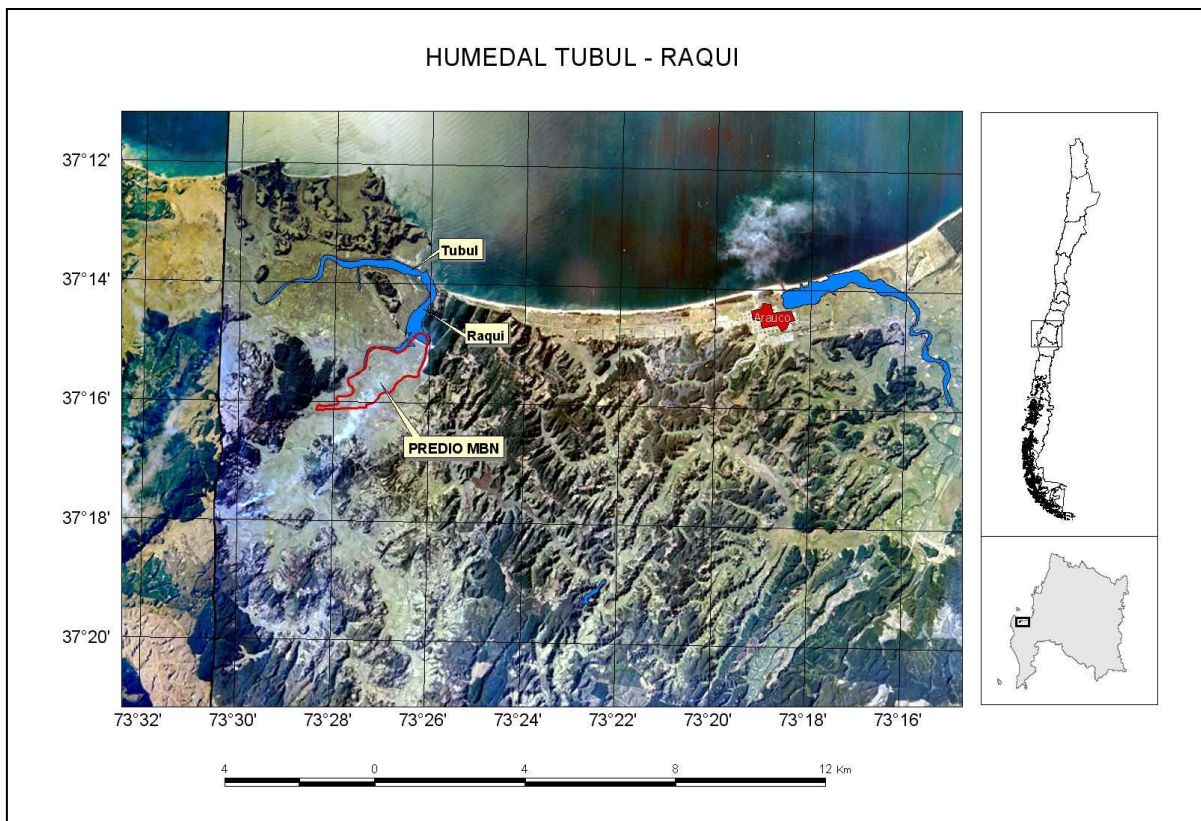 HUMEDAL TUBUL - RAQUI
37°12'
37°14'
37°16'
37°18'
37°20'
Tubul
Raqui
Arauco
PREDIO MBN
73°32' 73°30' 73°28' 73°26' 73°24' 73°22' 73°20' 73°18' 73°16'
4 0 4 8 12 Km